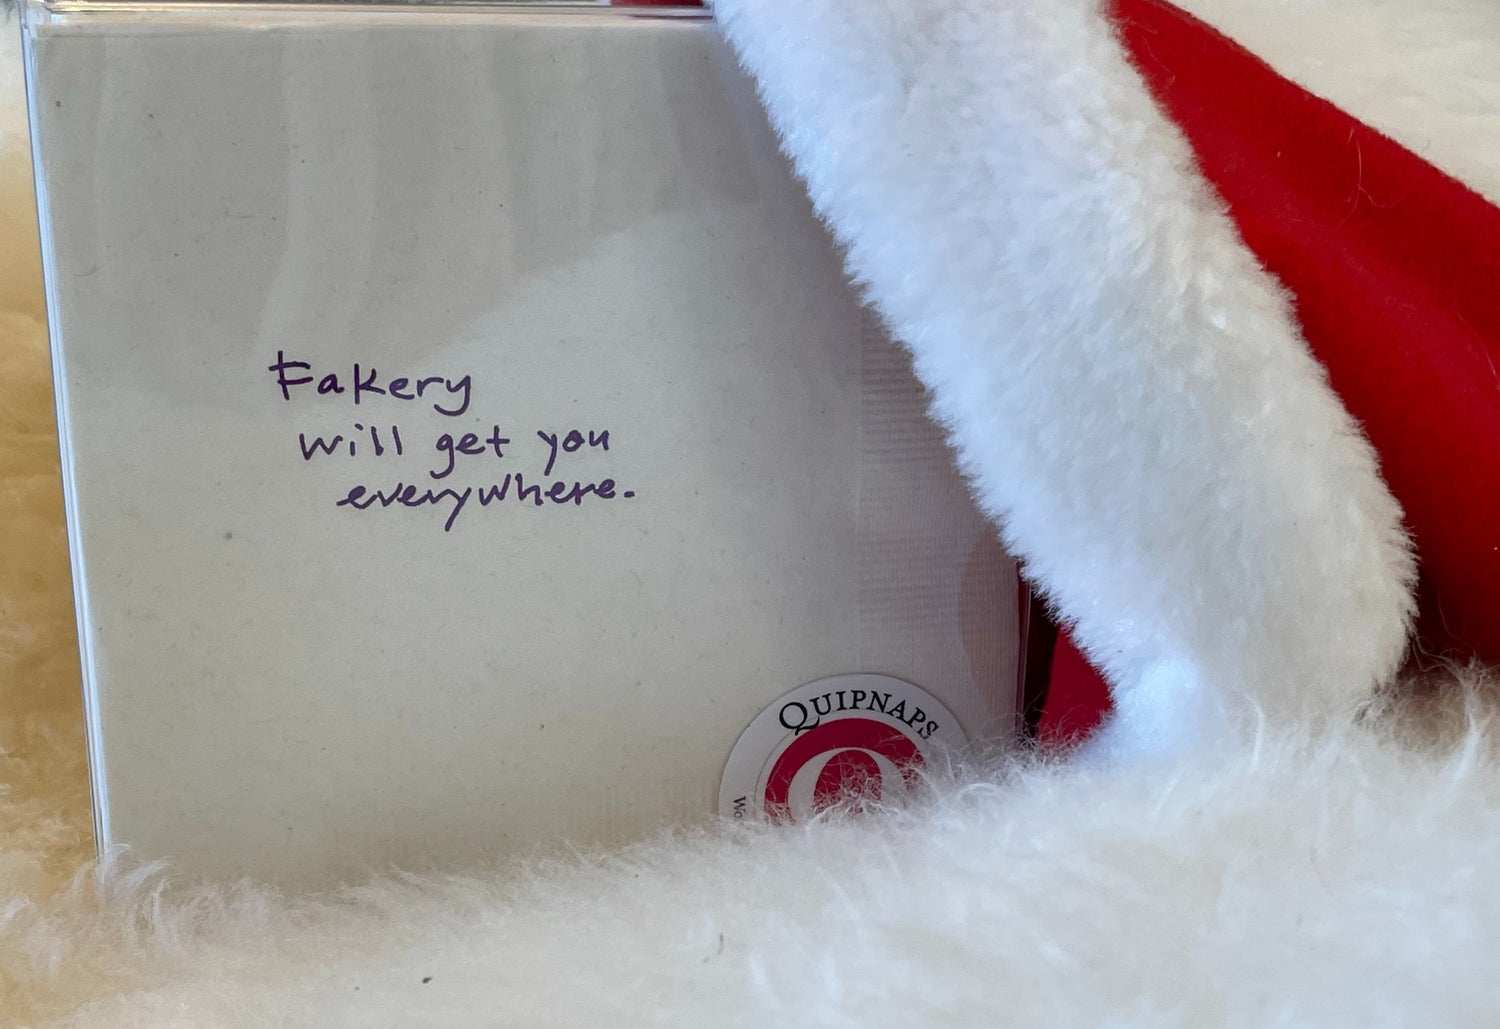 Fakery
will get you
everywhere.
QUIPNAPS